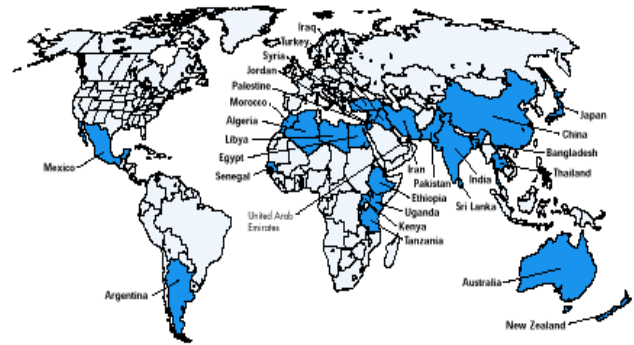 Iraq
Turkey
Syria
Jordan
Palestine
Morocco
Algeria
Libya
Egypt
Senegal
Mexico
United Arab
Emirates
Argentina
Iran
Pakistan
India
Ethiopia
Uganda
Sri Lanka
Kenya
Tanzania
Japan
China
Bangladesh
Thailand
Australia
New Zealand